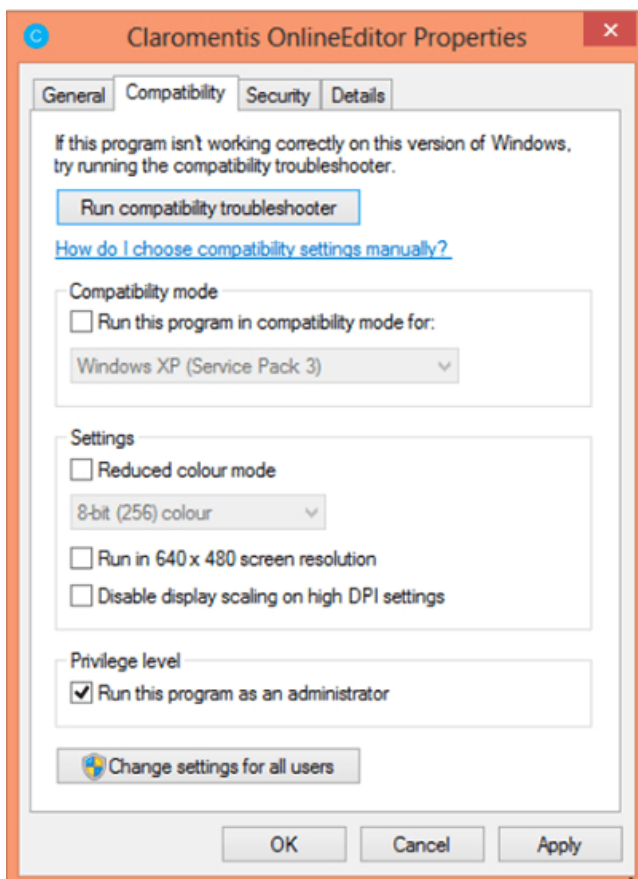 C
Claromentis OnlineEditor Properties
General Compatibility Security Details
If this program isn't working correctly on this version of Windows,
try running the compatibility troubleshooter.
Run compatibility troubleshooter
How do I choose compatibility settings manually?
Compatibility mode
Run this program in compatibility mode for:
Windows XP (Service Pack 3)
Settings
Reduced colour mode
8-bit (256) colour
Run in 640 x 480 screen resolution
Disable display scaling on high DPI settings
Privilege level
Run this program as an administrator
Change settings for all users
OK Cancel Apply